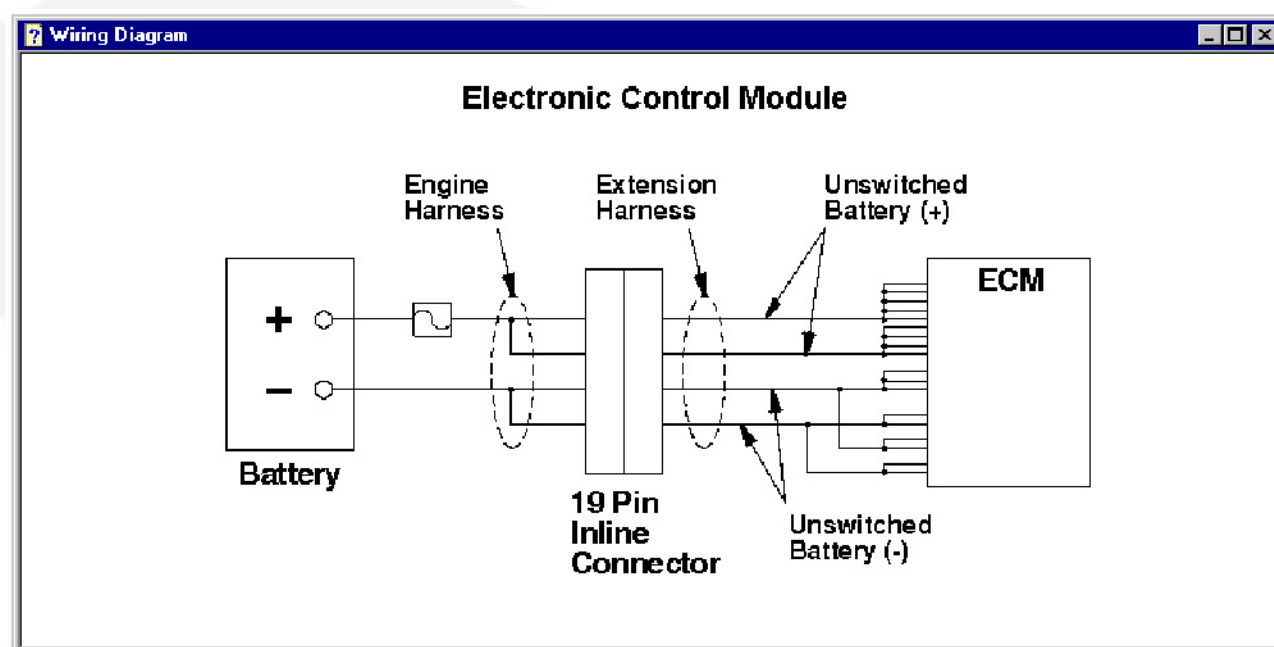 Wiring Diagram
Electronic Control Module
Engine
Harness
Extension
Harness
Unswitched
Battery (+)
ECM
+
−
Battery
19 Pin
Inline
Connector
Unswitched
Battery (-)